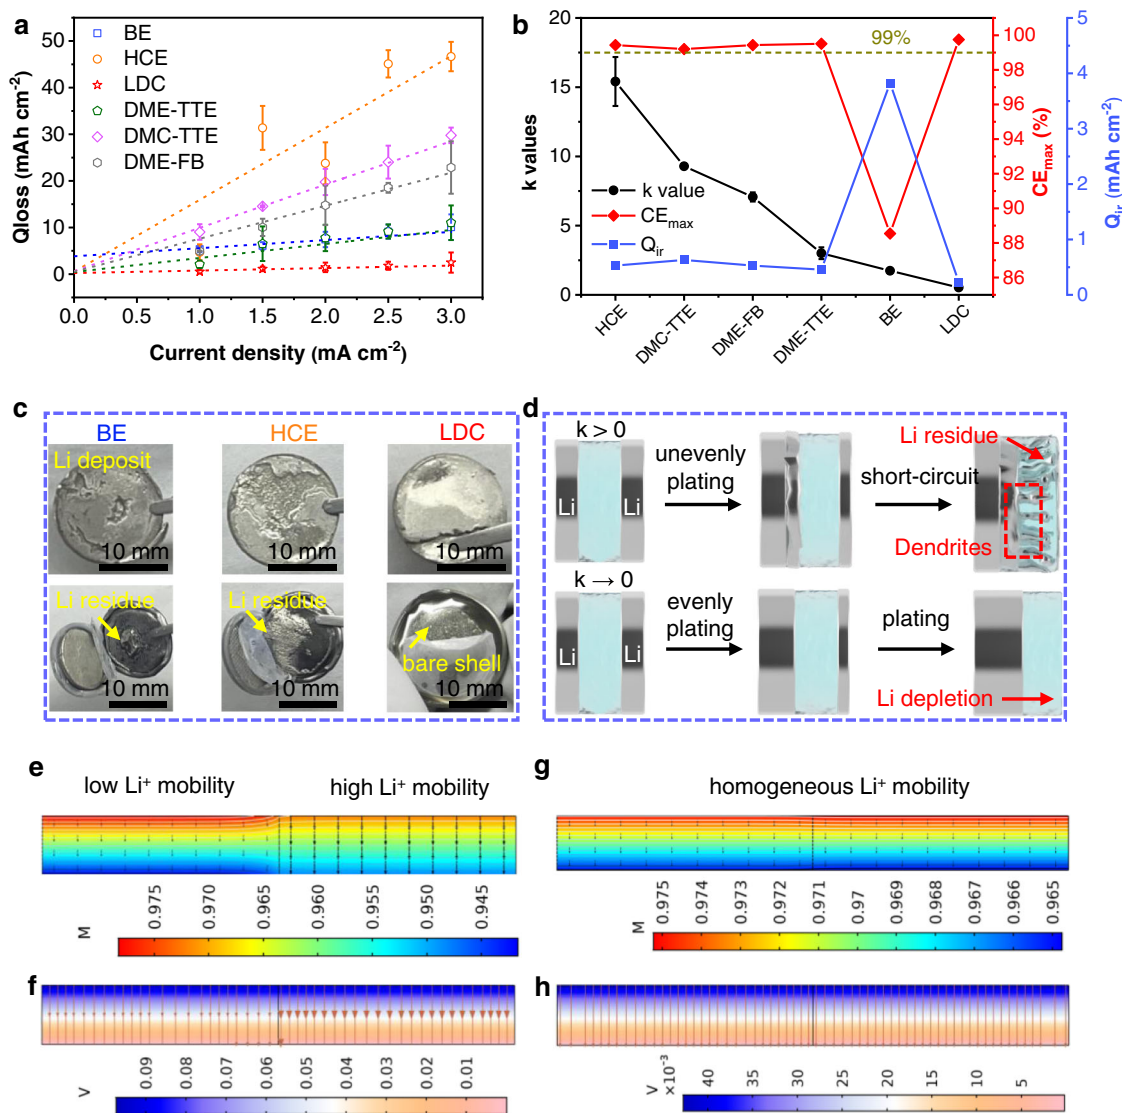 a
50
40
30
20
10
0
Qloss (mAh cm⁻²)
BE
HCE
LDC
DME-TTE
DMC-TTE
DME-FB
0.0 0.5 1.0 1.5 2.0 2.5 3.0
Current density (mA cm⁻²)
b
20
15
10
5
0
k values
99%
k value
CEmax
Qir
HCE
DMC-TTE
DME-FB
DME-TTE
BE
LDC
100
98
96
94
92
90
88
86
CEmax (%)
5
4
3
2
1
0
Qir (mAh cm⁻²)
c
BE HCE LDC
Li deposit
10 mm 10 mm 10 mm
Li residue Li residue
bare shell
10 mm 10 mm 10 mm
d
k > 0
Li Li
unevenly
plating
short-circuit
Li residue
Dendrites
k → 0
Li Li
evenly
plating
plating
Li depletion
e
low Li⁺ mobility high Li⁺ mobility
M
0.975 0.970 0.965 0.960 0.955 0.950 0.945
f
V
0.09 0.08 0.07 0.06 0.05 0.04 0.03 0.02 0.01
g
homogeneous Li⁺ mobility
M
0.975 0.974 0.973 0.972 0.971 0.97 0.969 0.968 0.967 0.966 0.965
h
V
×10⁻³
40 35 30 25 20 15 10 5